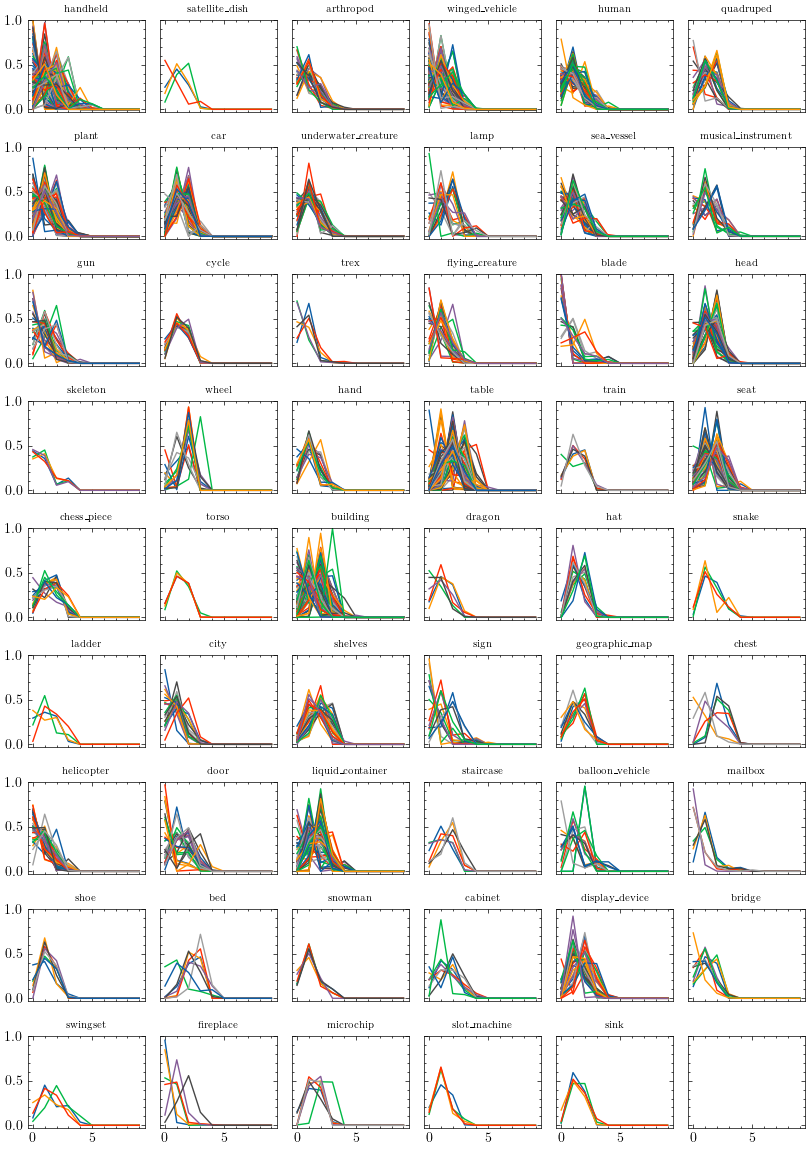 handheld satellite_dish arthropod winged_vehicle human quadruped
1.0
0.5
0.0
plant car underwater_creature lamp sea_vessel musical_instrument
1.0
0.5
0.0
gun cycle trex flying_creature blade head
1.0
0.5
0.0
skeleton wheel hand table train seat
1.0
0.5
0.0
chess_piece torso building dragon hat snake
1.0
0.5
0.0
ladder city shelves sign geographic_map chest
1.0
0.5
0.0
helicopter door liquid_container staircase balloon_vehicle mailbox
1.0
0.5
0.0
shoe bed snowman cabinet display_device bridge
1.0
0.5
0.0
swingset fireplace microchip slot_machine sink
1.0
0.5
0.0
0 5 0 5 0 5 0 5 0 5 0 5